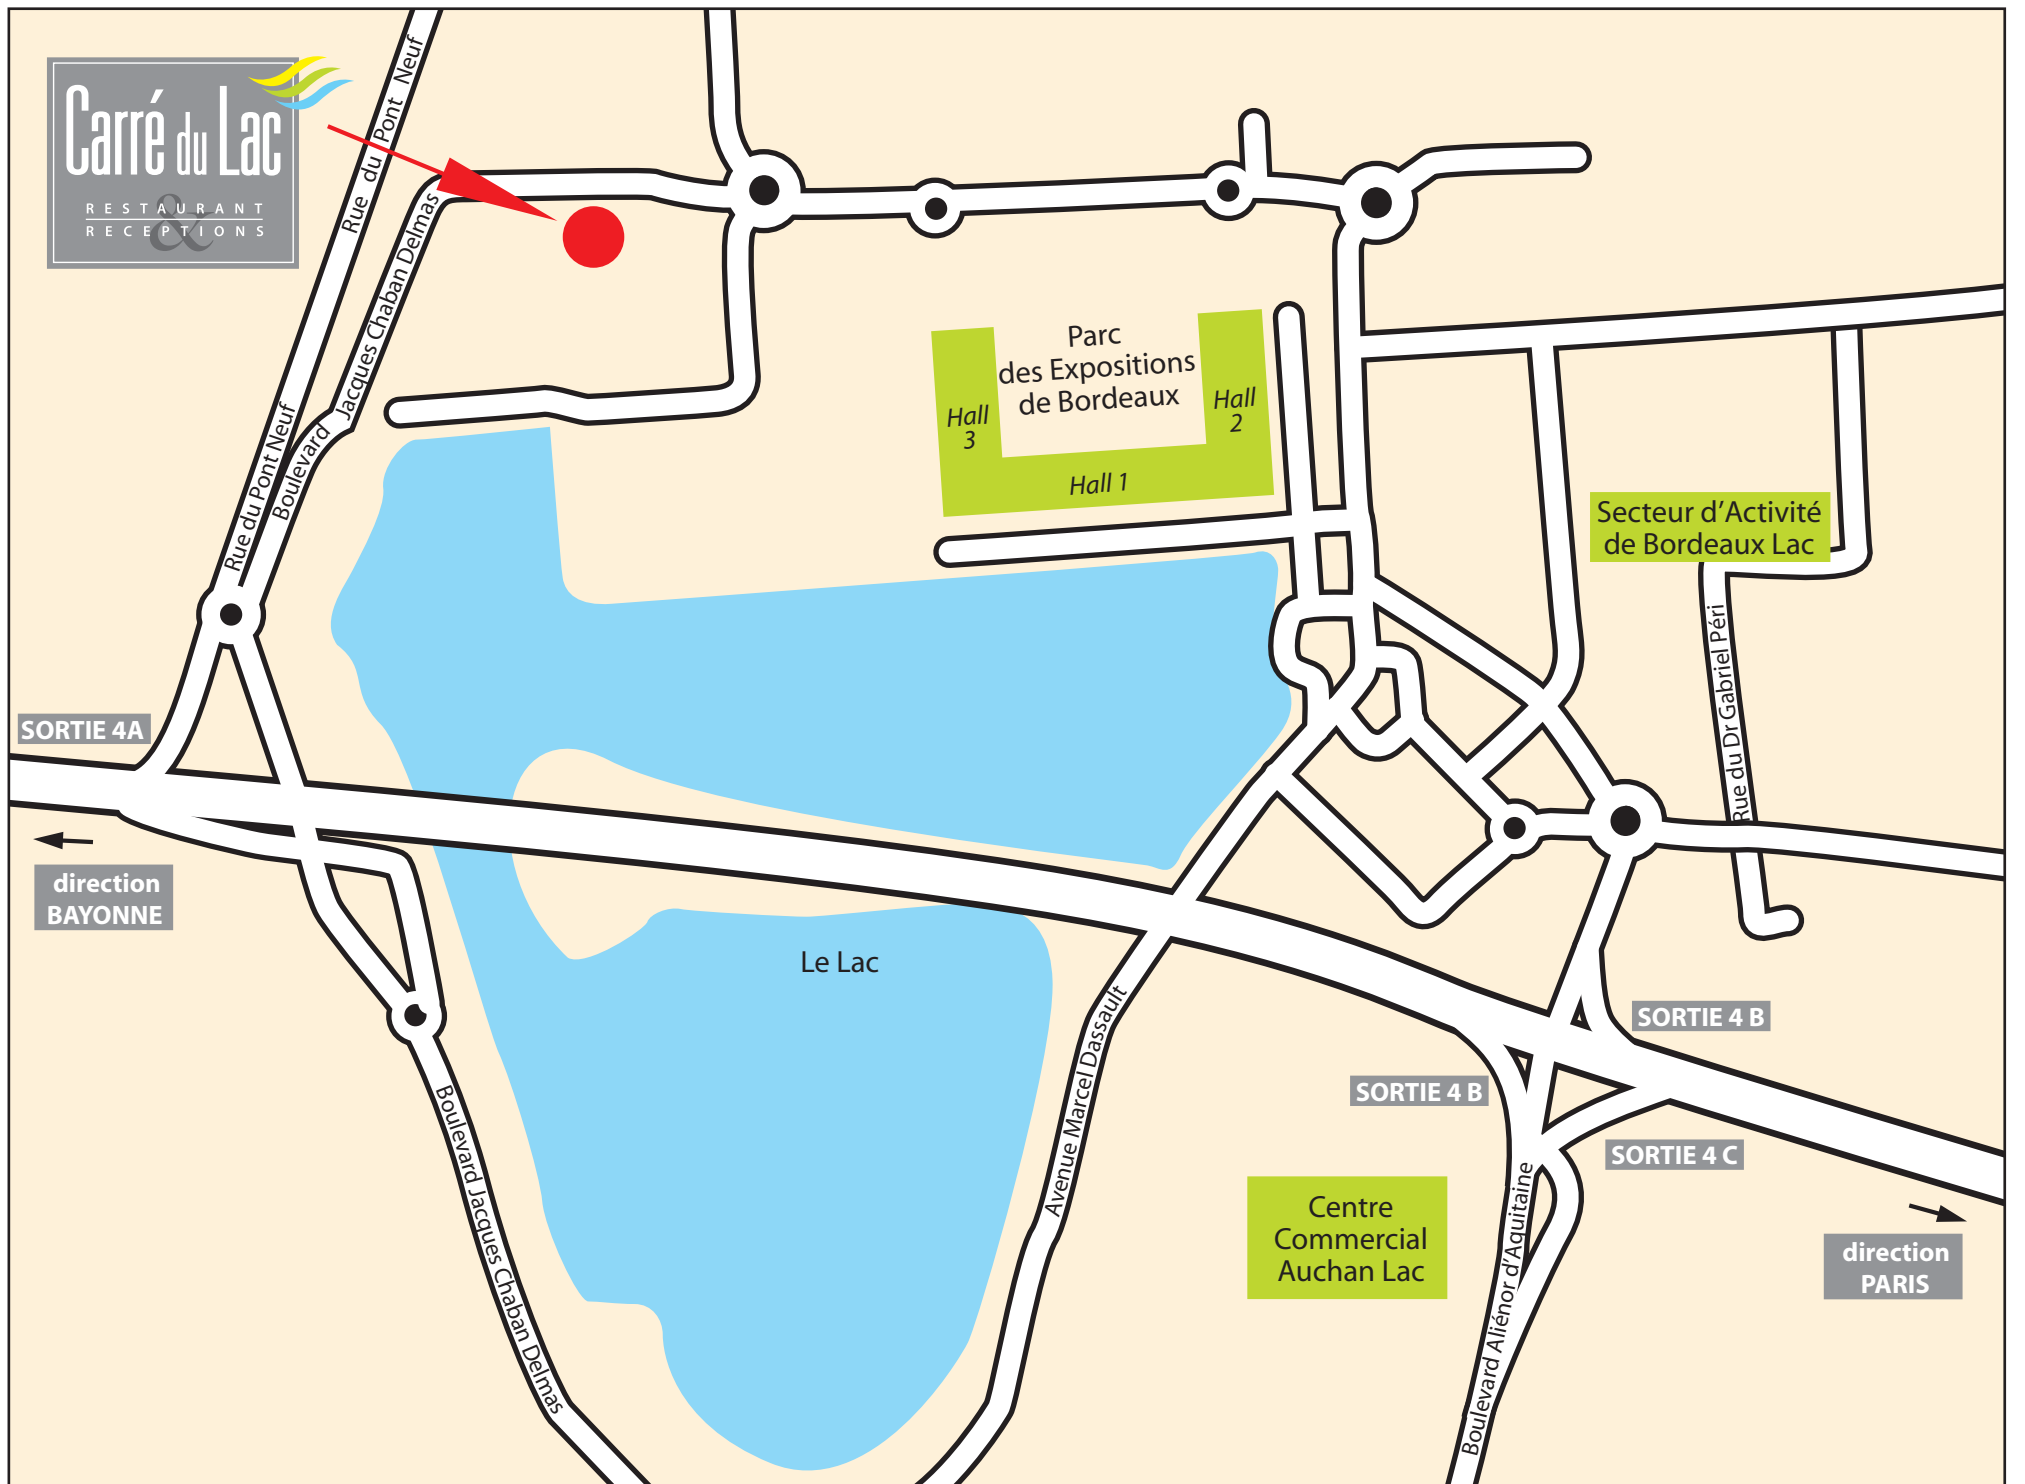 Carré du Lac
RESTAURANT
&
RECEPTIONS
Rue du Pont Neuf
Boulevard Jacques Chaban Delmas
Rue du Pont Neuf
Parc
des Expositions
de Bordeaux
Hall
3
Hall
2
Hall 1
Secteur d'Activité
de Bordeaux Lac
Rue du Dr Gabriel Péri
SORTIE 4A
direction
BAYONNE
Le Lac
Avenue Marcel Dassault
Boulevard Jacques Chaban Delmas
SORTIE 4 B
SORTIE 4 B
SORTIE 4 C
Centre
Commercial
Auchan Lac
Boulevard Aliénor d'Aquitaine
direction
PARIS